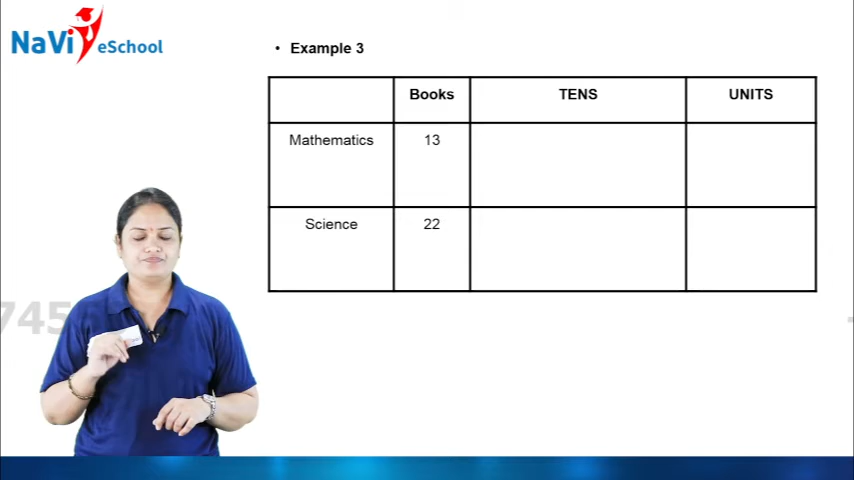 NaVi eSchool
• Example 3
Books TENS UNITS
Mathematics 13
Science 22